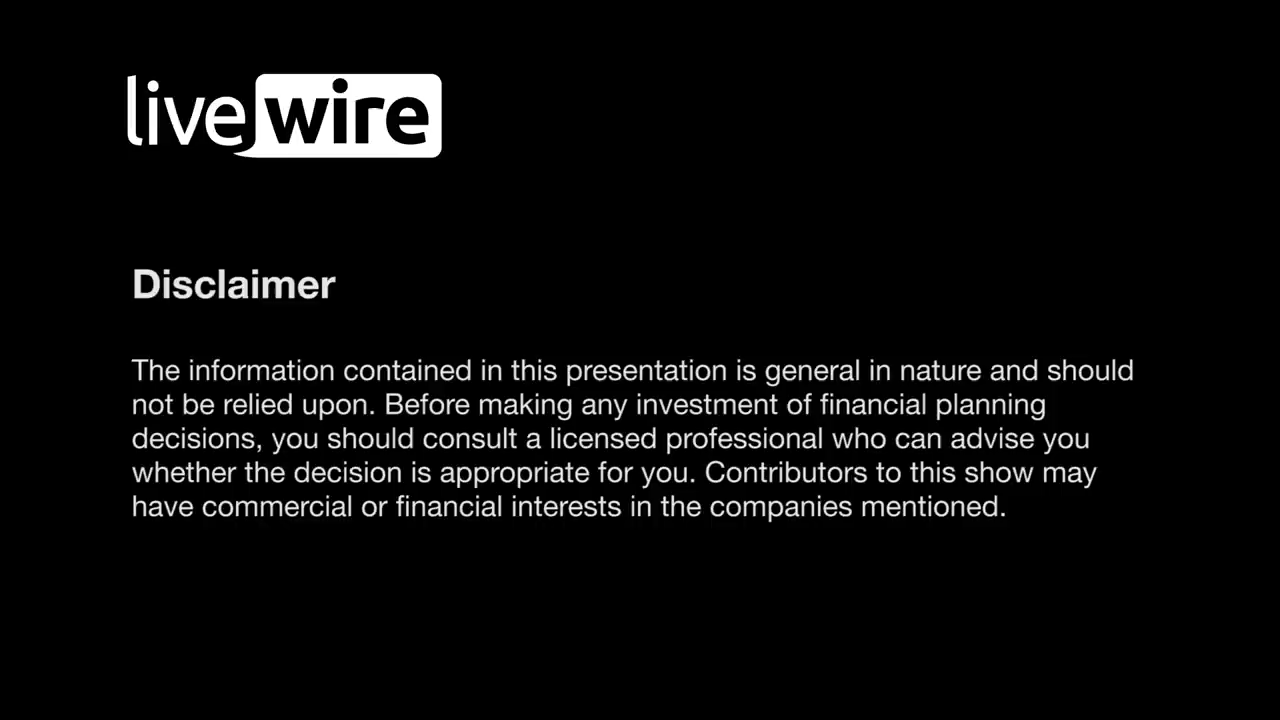 livewire
Disclaimer
The information contained in this presentation is general in nature and should
not be relied upon. Before making any investment of financial planning
decisions, you should consult a licensed professional who can advise you
whether the decision is appropriate for you. Contributors to this show may
have commercial or financial interests in the companies mentioned.